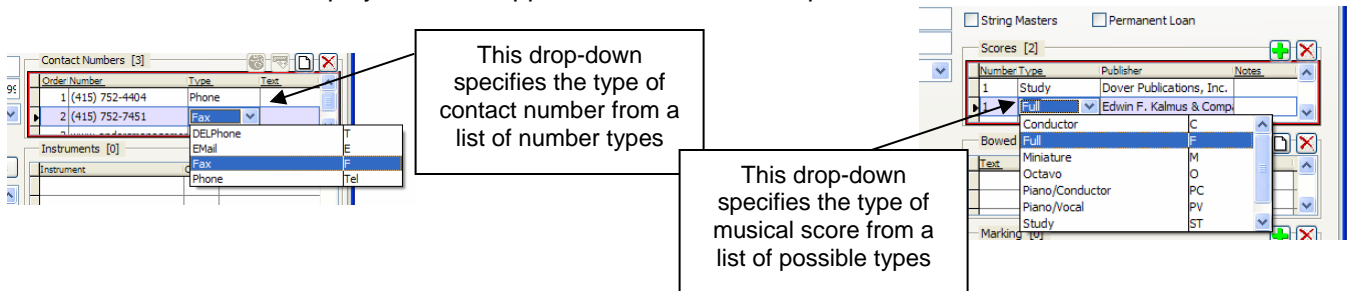 Contact Numbers [3]
Order Number Type Text
1 (415) 752-4404 Phone
2 (415) 752-7451 Fax
DELPhone T
EMail E
Fax F
Phone Tel
Instruments [0]
Instrument
This drop-down
specifies the type of
contact number from a
list of number types
This drop-down
specifies the type of
musical score from a
list of possible types
String Masters Permanent Loan
Scores [2]
Number Type Publisher Notes
1 Study Dover Publications, Inc.
1 Full Edwin F. Kalmus & Comp
Conductor C
Full F
Miniature M
Octavo O
Piano/Conductor PC
Piano/Vocal PV
Study ST
Bowed
Text
Marking [0]